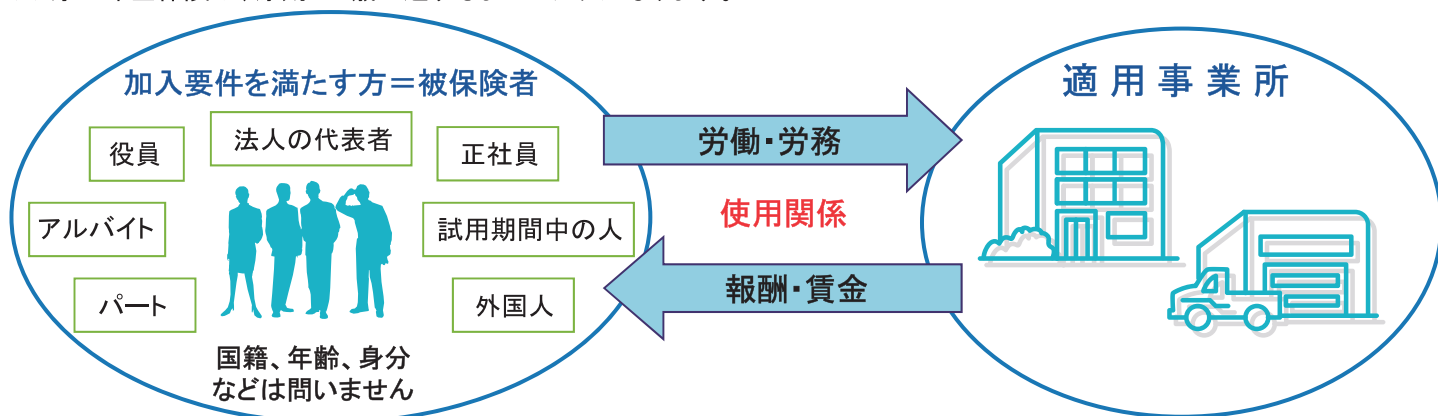 加入要件を満たす方＝被保険者
法人の代表者
役員
正社員
アルバイト
試用期間中の人
パート
外国人
国籍、年齢、身分
などは問いません
労働・労務
使用関係
報酬・賃金
適用事業所